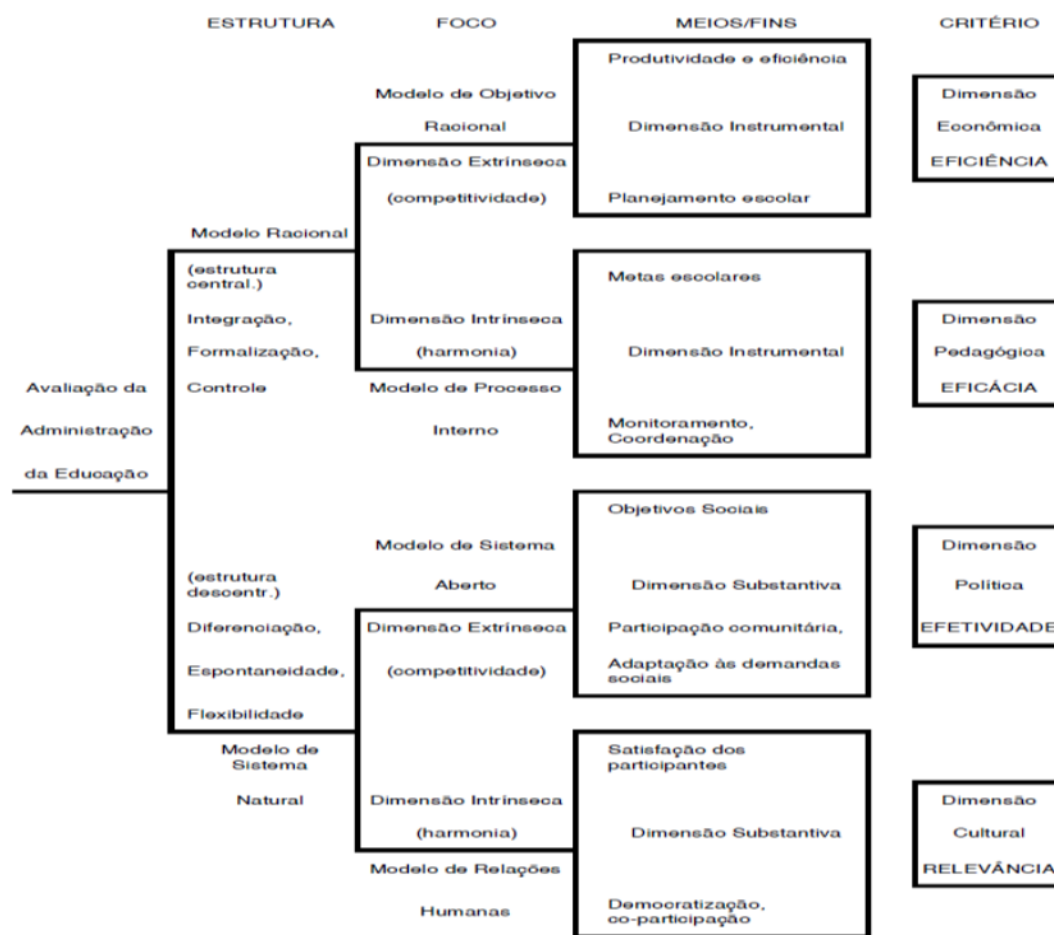 ESTRUTURA
FOCO
MEIOS/FINS
CRITÉRIO
Avaliação da
Administração
da Educação
Modelo Racional
(estrutura
central.)
Integração,
Formalização,
Controle
(estrutura
descentr.)
Diferenciação,
Espontaneidade,
Flexibilidade
Modelo de
Sistema
Natural
Modelo de Objetivo
Racional
Dimensão Extrínseca
(competitividade)
Dimensão Intrínseca
(harmonia)
Modelo de Processo
Interno
Modelo de Sistema
Aberto
Dimensão Extrínseca
(competitividade)
Dimensão Intrínseca
(harmonia)
Modelo de Relações
Humanas
Produtividade e eficiência
Dimensão Instrumental
Planejamento escolar
Metas escolares
Dimensão Instrumental
Monitoramento,
Coordenação
Objetivos Sociais
Dimensão Substantiva
Participação comunitária,
Adaptação às demandas
sociais
Satisfação dos
participantes
Dimensão Substantiva
Democratização,
co-participação
Dimensão
Econômica
EFICIÊNCIA
Dimensão
Pedagógica
EFICÁCIA
Dimensão
Política
EFETIVIDADE
Dimensão
Cultural
RELEVÂNCIA